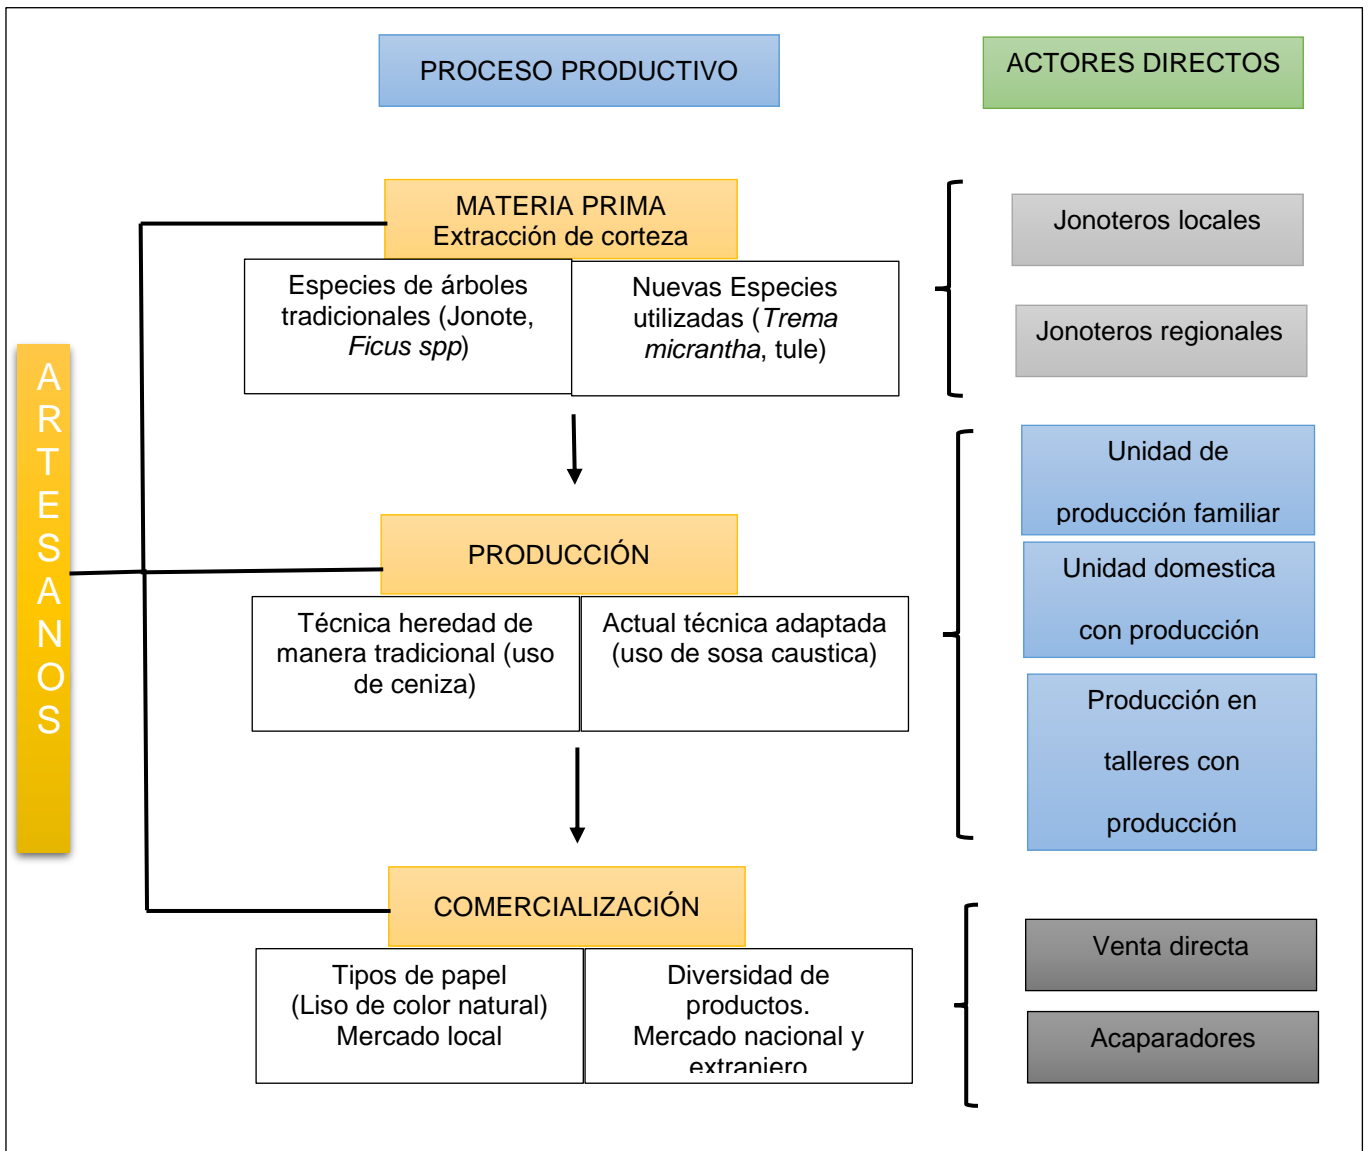 PROCESO PRODUCTIVO
ACTORES DIRECTOS
MATERIA PRIMA
Extracción de corteza
Especies de árboles
tradicionales (Jonote,
Ficus spp)
Nuevas Especies
utilizadas (Trema
micrantha, tule)
Jonoteros locales
Jonoteros regionales
ARTESANOS
PRODUCCIÓN
Técnica heredad de
manera tradicional (uso
de ceniza)
Actual técnica adaptada
(uso de sosa caustica)
Unidad de
producción familiar
Unidad domestica
con producción
Producción en
talleres con
producción
COMERCIALIZACIÓN
Tipos de papel
(Liso de color natural)
Mercado local
Diversidad de
productos.
Mercado nacional y
extranjero
Venta directa
Acaparadores